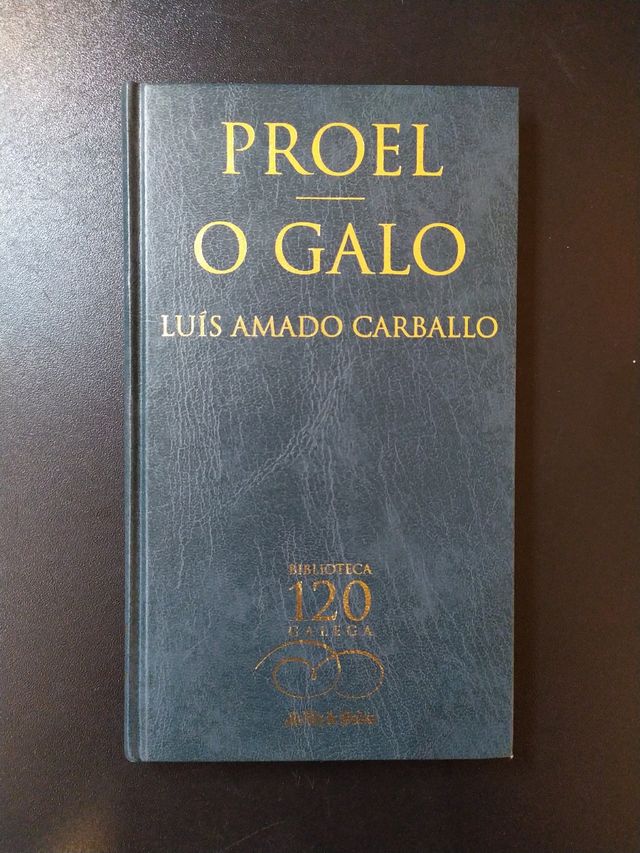 PROEL
O GALO
LUÍS AMADO CARBALLO
BIBLIOTECA
120
GALEGA